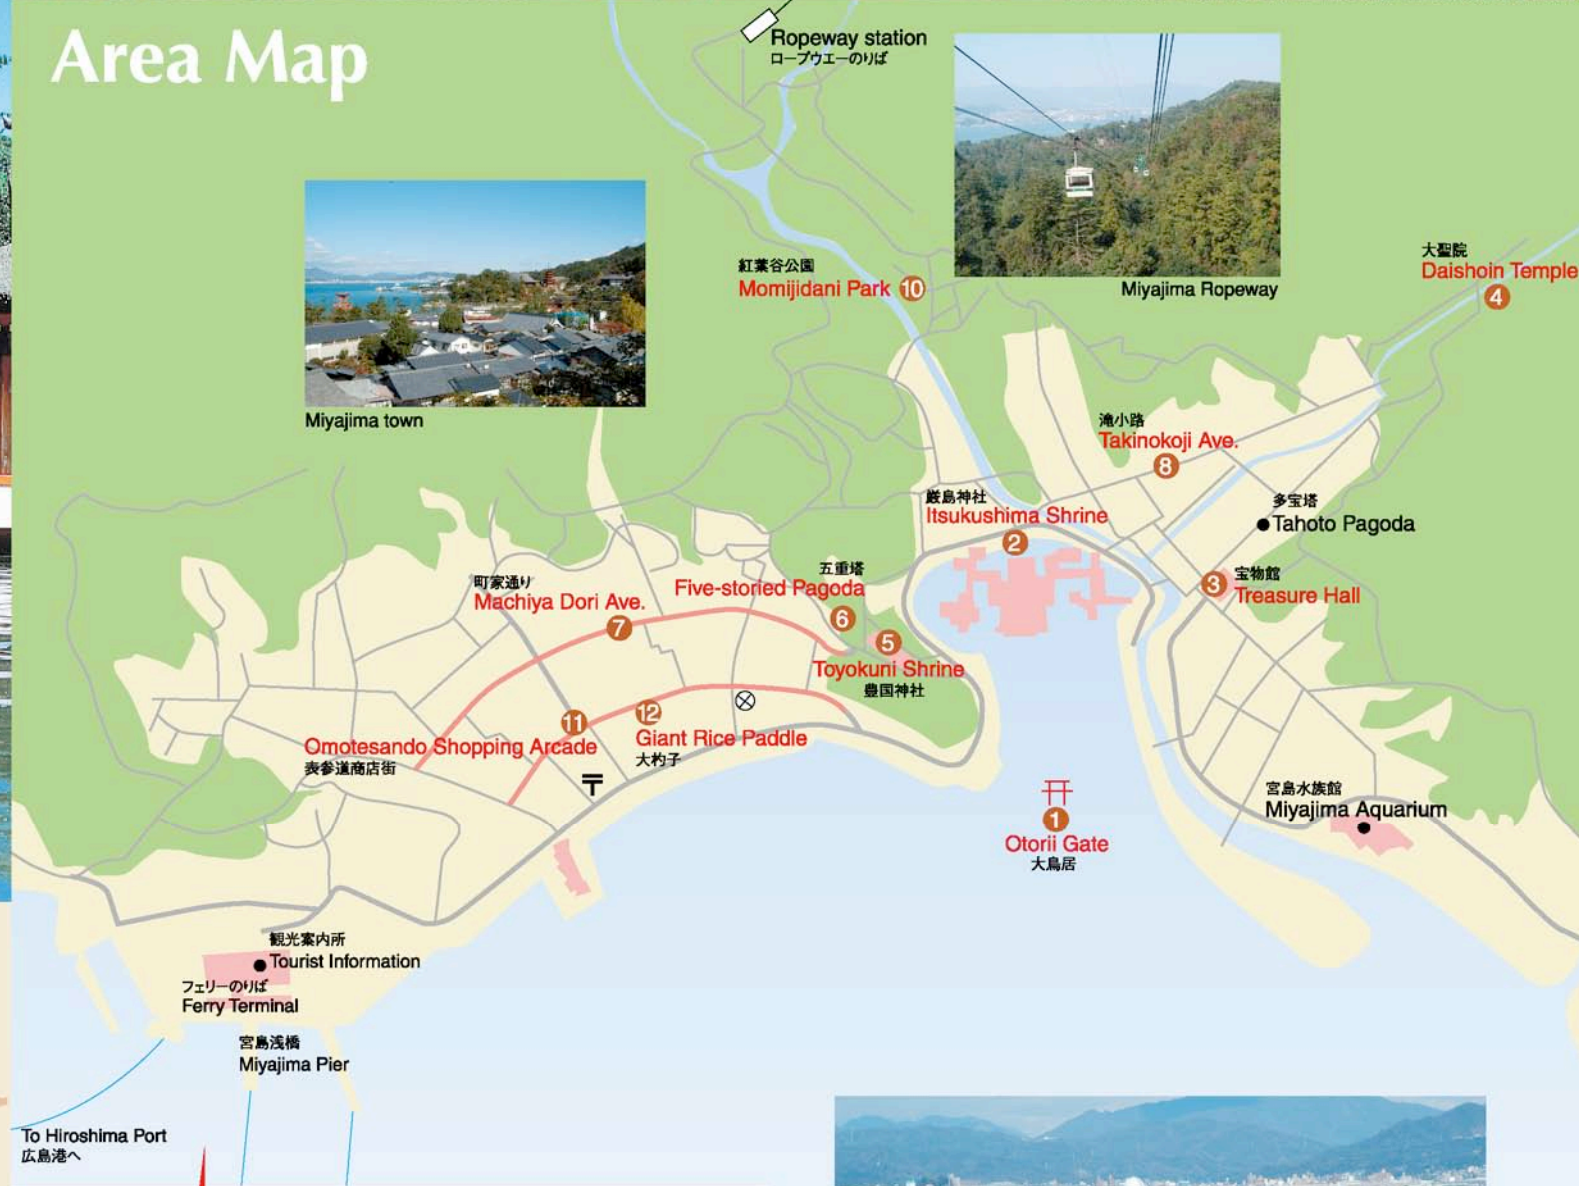 Area Map
Ropeway station
ロープウエーのりば
Miyajima town
Miyajima Ropeway
紅葉谷公園
Momijidani Park 10
大聖院
Daishoin Temple
4
滝小路
Takinokoji Ave.
8
厳島神社
Itsukushima Shrine
2
多宝塔
Tahoto Pagoda
宝物館
3 Treasure Hall
町家通り
Machiya Dori Ave.
7
五重塔
Five-storied Pagoda
6
5
Toyokuni Shrine
豊国神社
11
Omotesando Shopping Arcade
表参道商店街
12
Giant Rice Paddle
大杓子
〒
1
Otorii Gate
大鳥居
宮島水族館
Miyajima Aquarium
観光案内所
Tourist Information
フェリーのりば
Ferry Terminal
宮島浅橋
Miyajima Pier
To Hiroshima Port
広島港へ